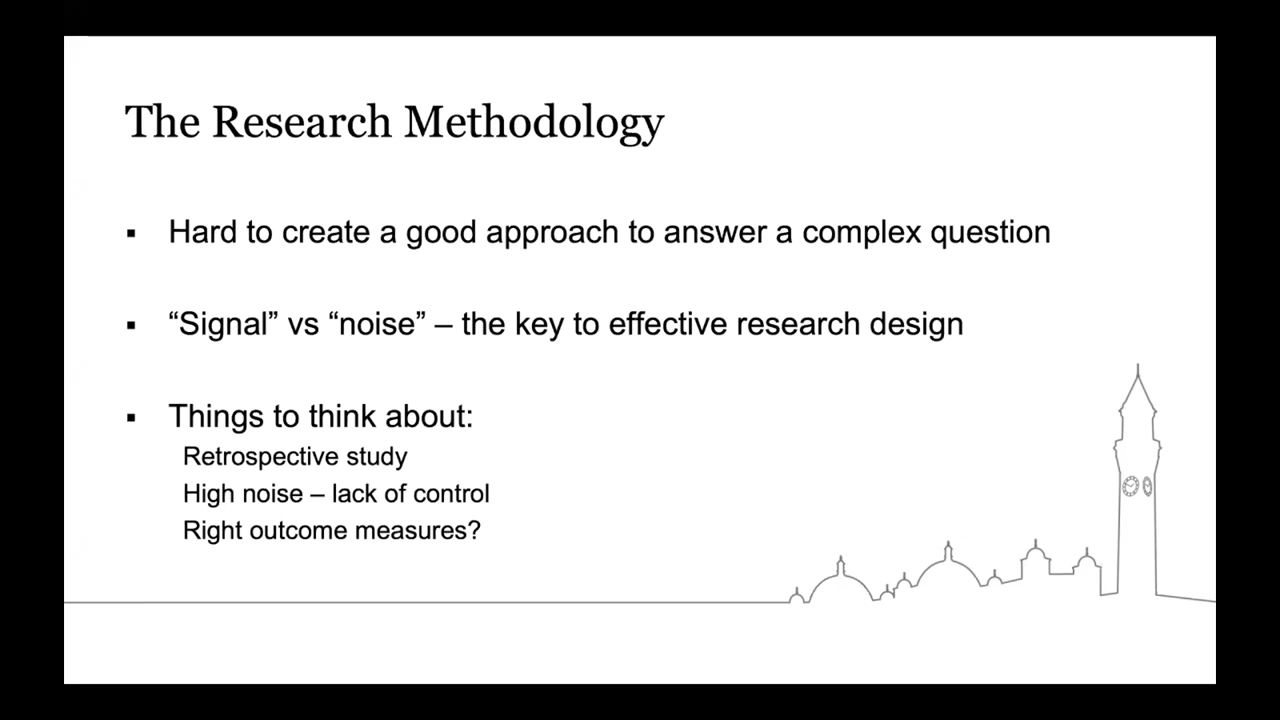 The Research Methodology
▪ Hard to create a good approach to answer a complex question
▪ “Signal” vs “noise” – the key to effective research design
▪ Things to think about:
Retrospective study
High noise – lack of control
Right outcome measures?